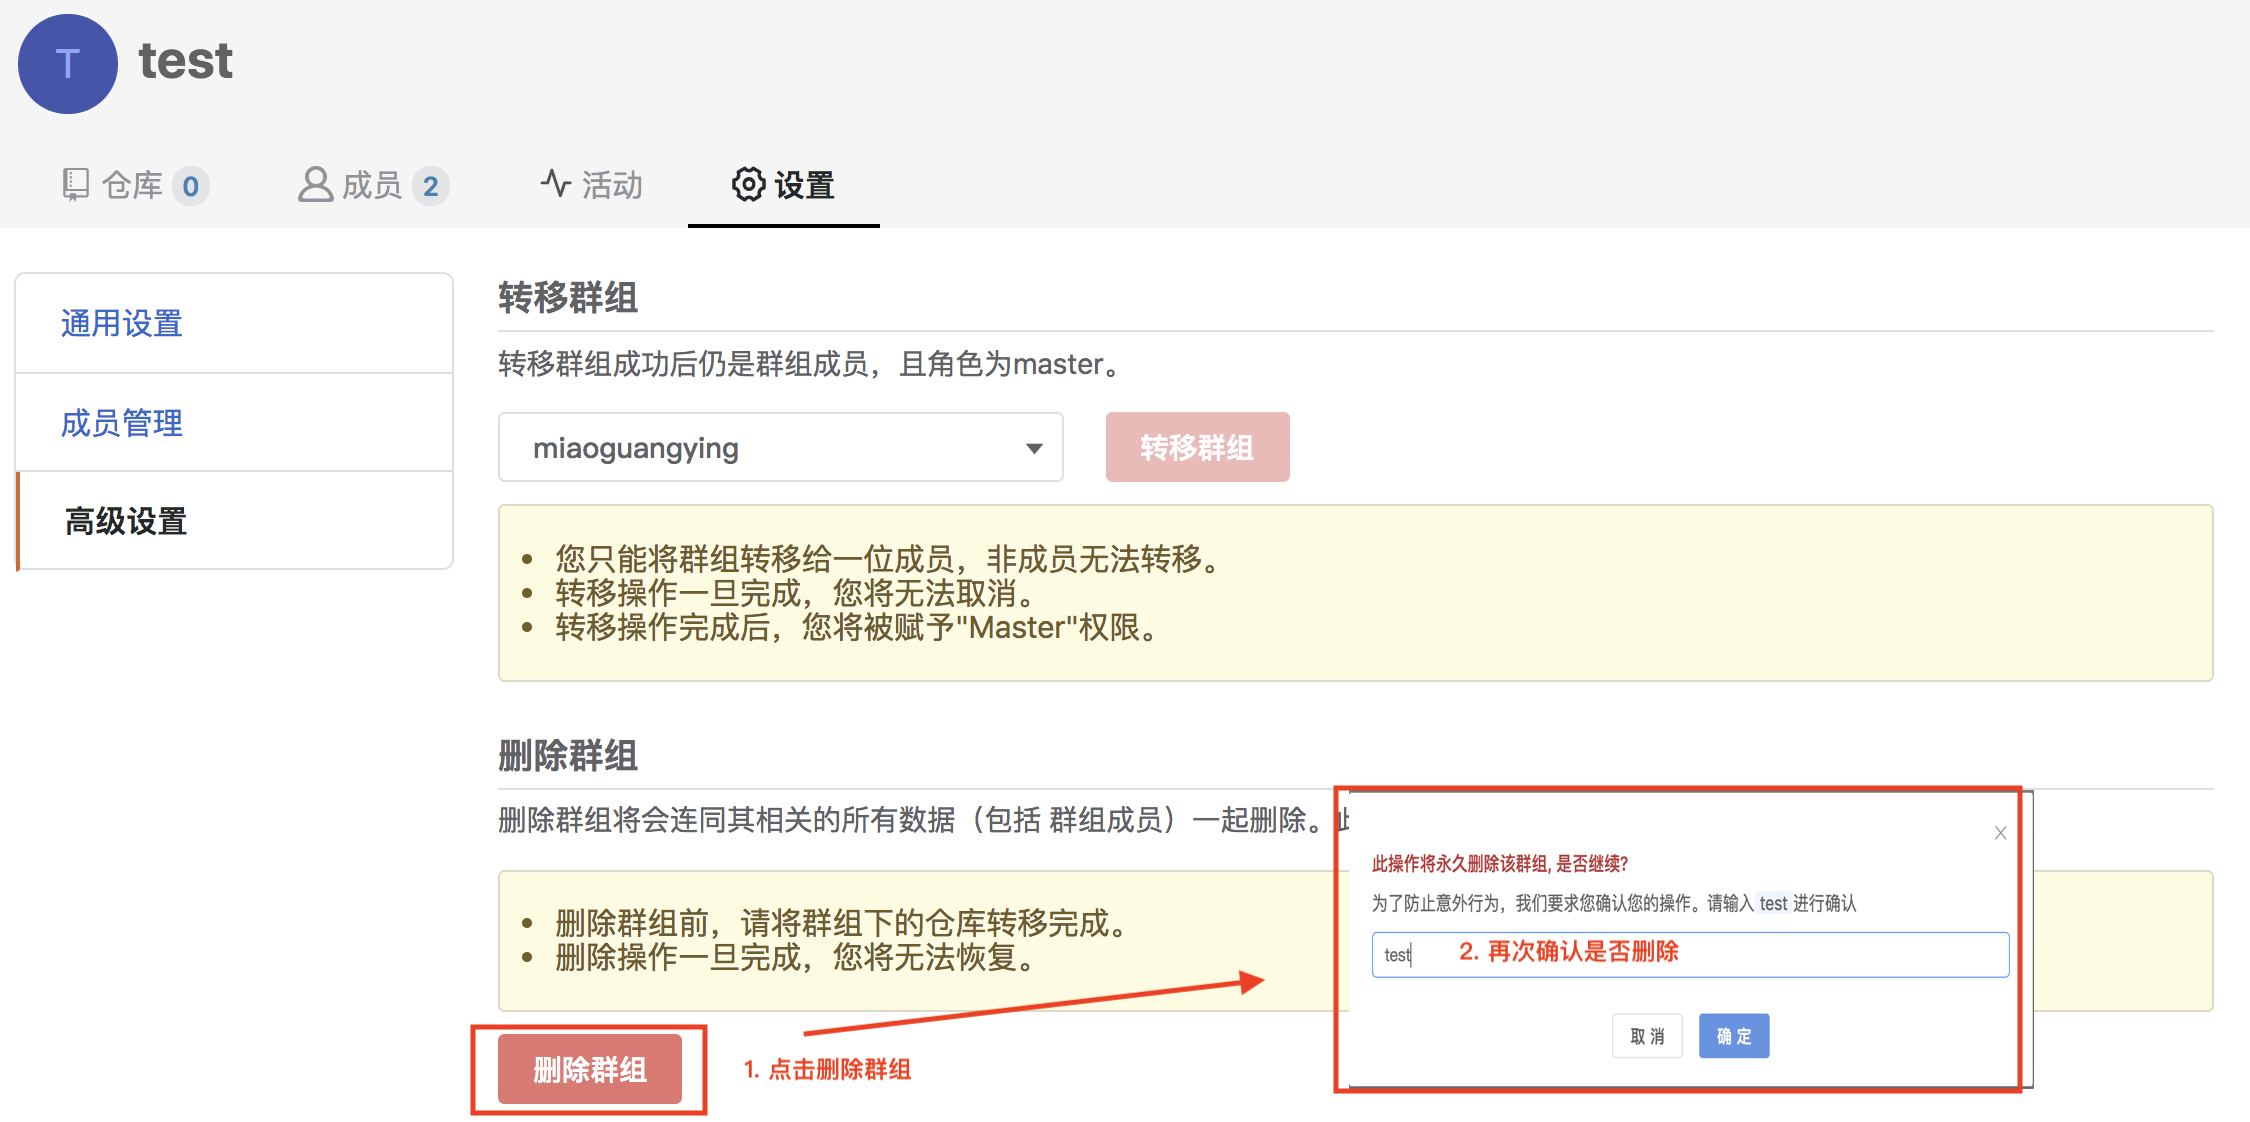 T
test
仓库 0
成员 2
活动
设置
通用设置
成员管理
高级设置
转移群组
转移群组成功后仍是群组成员，且角色为master。
miaoguangying
转移群组
您只能将群组转移给一位成员，非成员无法转移。
转移操作一旦完成，您将无法取消。
转移操作完成后，您将被赋予"Master"权限。
删除群组
删除群组将会连同其相关的所有数据（包括 群组成员）一起删除。
删除群组前，请将群组下的仓库转移完成。
删除操作一旦完成，您将无法恢复。
删除群组
1. 点击删除群组
此操作将永久删除该群组, 是否继续?
为了防止意外行为，我们要求您确认您的操作。请输入 test 进行确认
test
2. 再次确认是否删除
取 消
确 定